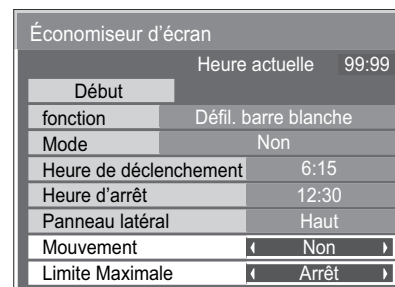 Économiseur d'écran
Heure actuelle 99:99
Début
fonction Défil. barre blanche
Mode Non
Heure de déclenchement 6:15
Heure d'arrêt 12:30
Panneau latéral Haut
Mouvement Non
Limite Maximale Arrêt